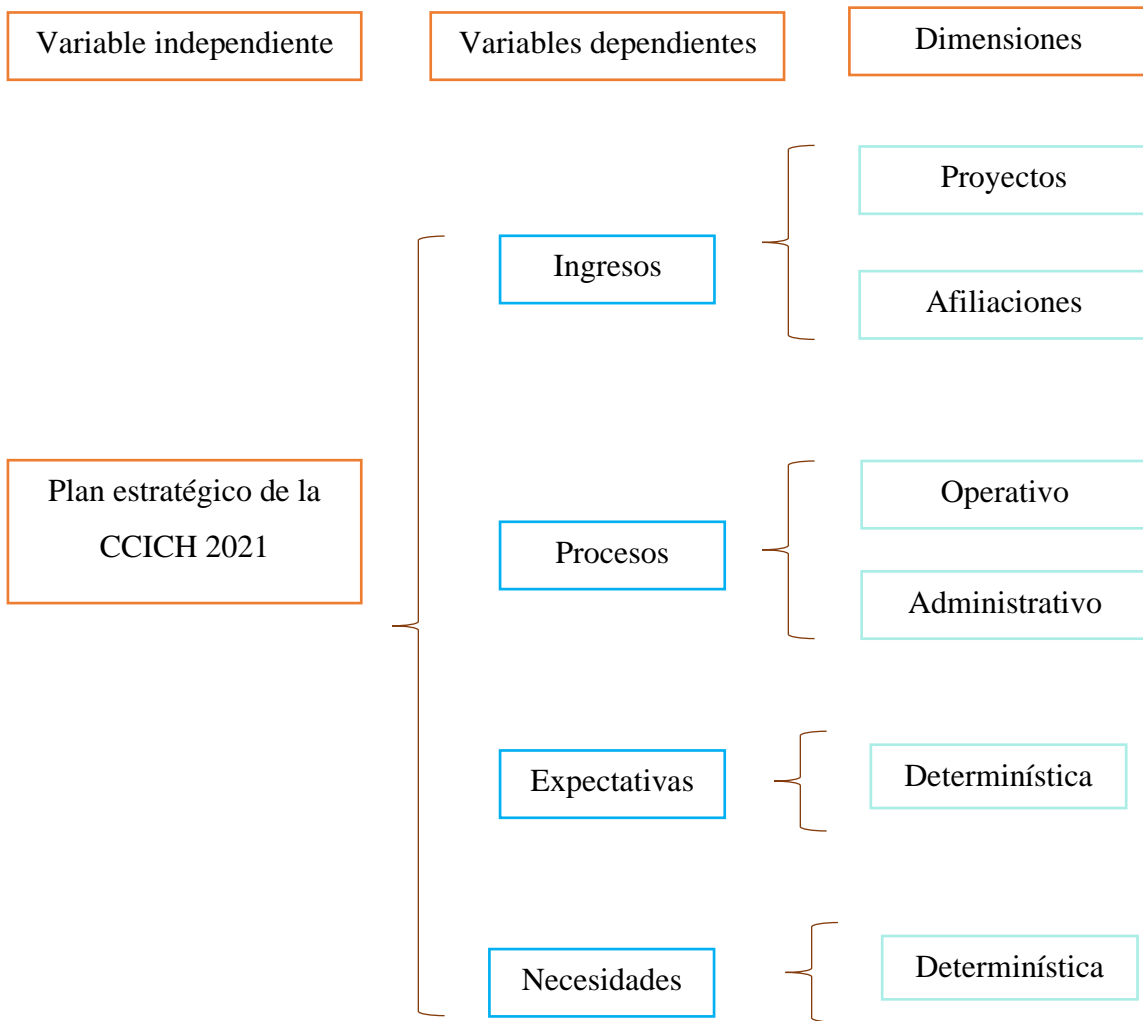 Variable independiente
Variables dependientes
Dimensiones
Proyectos
Ingresos
Afiliaciones
Plan estratégico de la
CCICH 2021
Operativo
Procesos
Administrativo
Expectativas
Determinística
Necesidades
Determinística